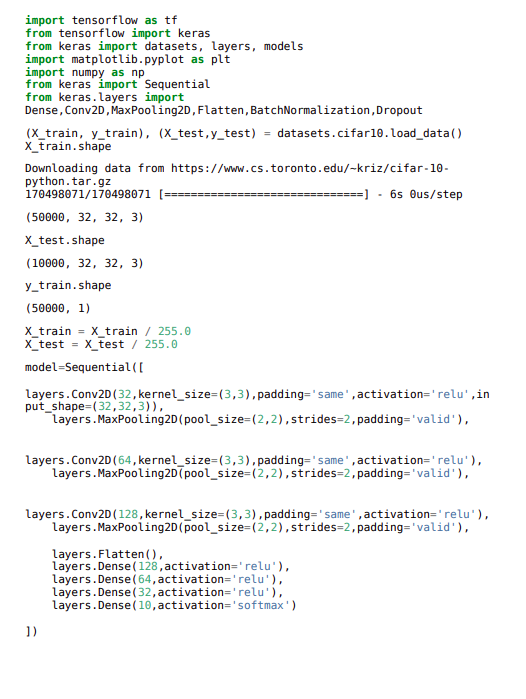 import tensorflow as tf
from tensorflow import keras
from keras import datasets, layers, models
import matplotlib.pyplot as plt
import numpy as np
from keras import Sequential
from keras.layers import
Dense,Conv2D,MaxPooling2D,Flatten,BatchNormalization,Dropout
(X_train, y_train), (X_test,y_test) = datasets.cifar10.load_data()
X_train.shape
Downloading data from https://www.cs.toronto.edu/~kriz/cifar-10-
python.tar.gz
170498071/170498071 [==============================] - 6s 0us/step
(50000, 32, 32, 3)
X_test.shape
(10000, 32, 32, 3)
y_train.shape
(50000, 1)
X_train = X_train / 255.0
X_test = X_test / 255.0
model=Sequential([
layers.Conv2D(32,kernel_size=(3,3),padding='same',activation='relu',in
put_shape=(32,32,3)),
    layers.MaxPooling2D(pool_size=(2,2),strides=2,padding='valid'),
layers.Conv2D(64,kernel_size=(3,3),padding='same',activation='relu'),
    layers.MaxPooling2D(pool_size=(2,2),strides=2,padding='valid'),
layers.Conv2D(128,kernel_size=(3,3),padding='same',activation='relu'),
    layers.MaxPooling2D(pool_size=(2,2),strides=2,padding='valid'),
    layers.Flatten(),
    layers.Dense(128,activation='relu'),
    layers.Dense(64,activation='relu'),
    layers.Dense(32,activation='relu'),
    layers.Dense(10,activation='softmax')
])